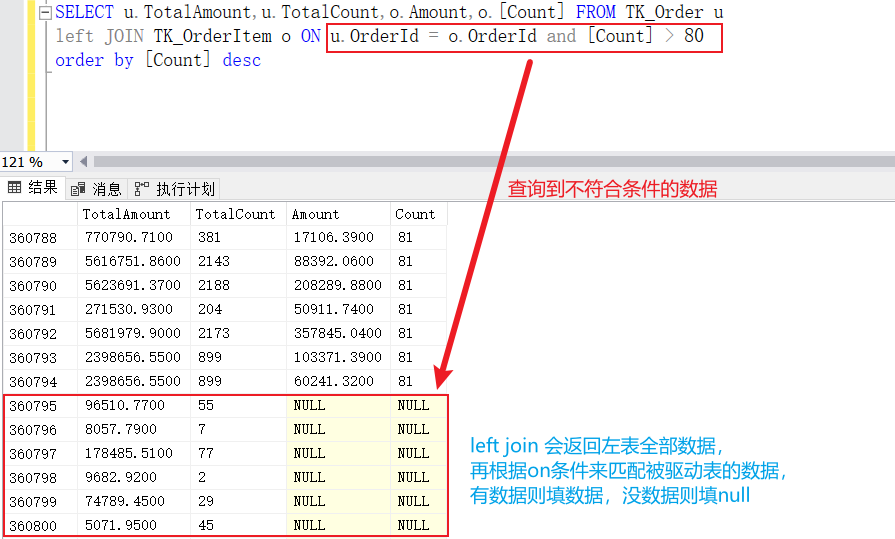 SELECT u.TotalAmount,u.TotalCount,o.Amount,o.[Count] FROM TK_Order u
left JOIN TK_OrderItem o ON u.OrderId = o.OrderId and [Count] > 80
order by [Count] desc
121 %
结果 消息 执行计划
查询到不符合条件的数据
TotalAmount TotalCount Amount Count
360788 770790.7100 381 17106.3900 81
360789 5616751.8600 2143 88392.0600 81
360790 5623691.3700 2188 208289.8800 81
360791 271530.9300 204 50911.7400 81
360792 5681979.9000 2173 357845.0400 81
360793 2398656.5500 899 103371.3900 81
360794 2398656.5500 899 60241.3200 81
360795 96510.7700 55 NULL NULL
360796 8057.7900 7 NULL NULL
360797 178485.5100 77 NULL NULL
360798 9682.9200 2 NULL NULL
360799 74789.4500 29 NULL NULL
360800 5071.9500 45 NULL NULL
left join 会返回左表全部数据，
再根据on条件来匹配被驱动表的数据，
有数据则填数据，没数据则填null